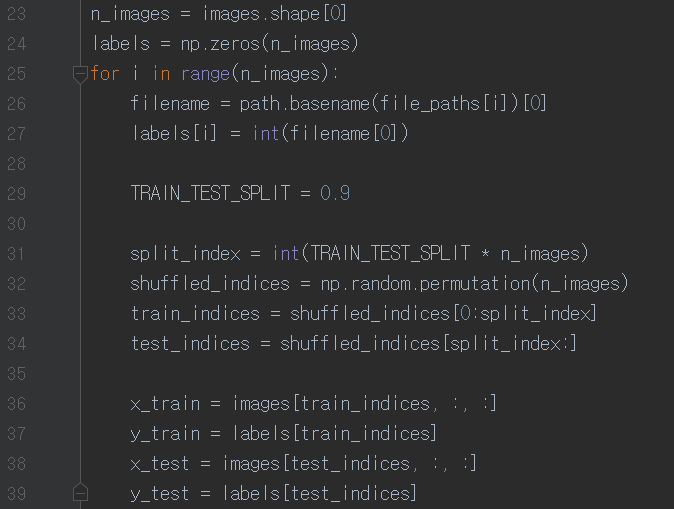 23 n_images = images.shape[0]
24 labels = np.zeros(n_images)
25 for i in range(n_images):
26     filename = path.basename(file_paths[i])[0]
27     labels[i] = int(filename[0])
28
29     TRAIN_TEST_SPLIT = 0.9
30
31     split_index = int(TRAIN_TEST_SPLIT * n_images)
32     shuffled_indices = np.random.permutation(n_images)
33     train_indices = shuffled_indices[0:split_index]
34     test_indices = shuffled_indices[split_index:]
35
36     x_train = images[train_indices, :, :]
37     y_train = labels[train_indices]
38     x_test = images[test_indices, :, :]
39     y_test = labels[test_indices]